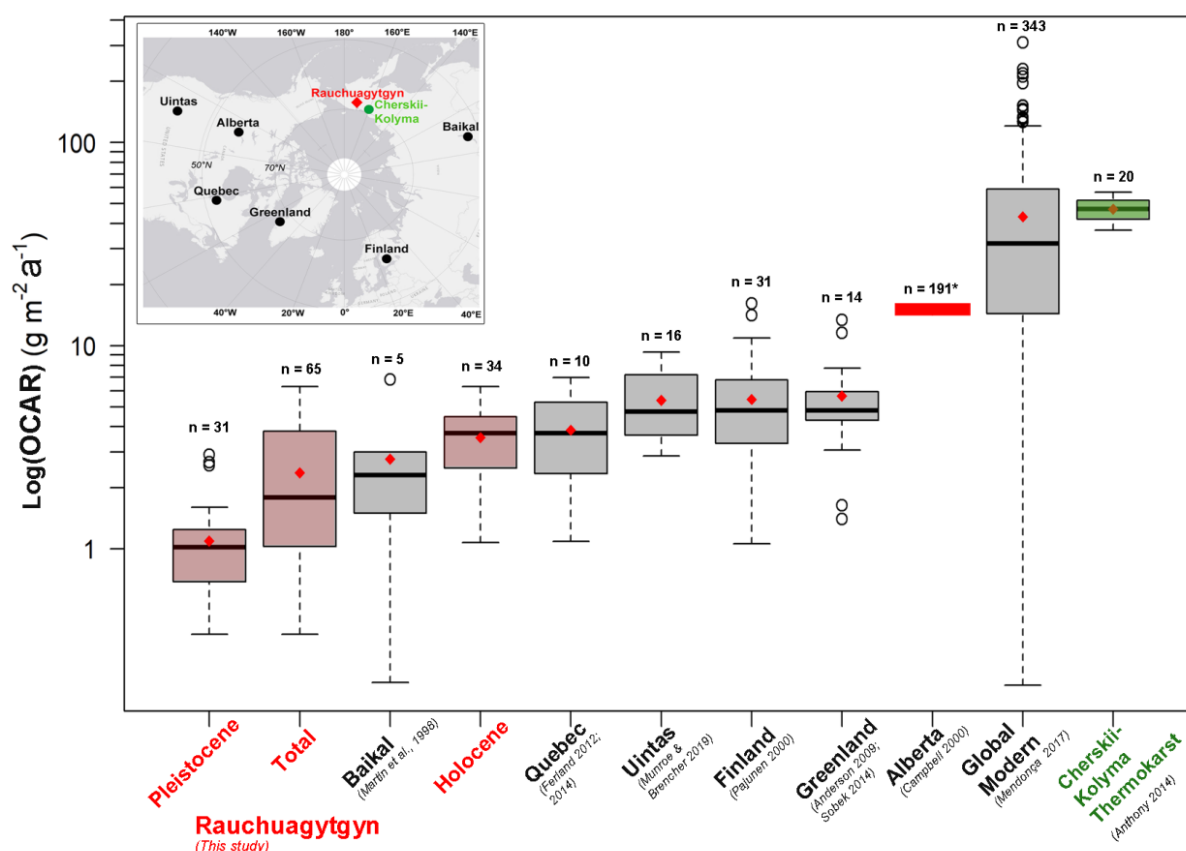 140°W
160°W
180°
160°E
140°E
Rauchuagytgyn
Cherskii-
Kolyma
Uintas
Alberta
Baikal
50°N
70°N
Quebec
Greenland
Finland
40°W
20°W
0°E
20°E
40°E
Log(OCAR) (g m⁻² a⁻¹)
100
10
1
n = 31
n = 65
n = 5
n = 34
n = 10
n = 16
n = 31
n = 14
n = 191*
n = 343
n = 20
Pleistocene
Total
Baikal
(Martin et al., 1998)
Holocene
Quebec
(Ferland 2012;
2014)
Uintas
(Munroe &
Brencher 2019)
Finland
(Pajunen 2000)
Greenland
(Anderson 2009;
Sobek 2014)
Alberta
(Campbell 2000)
Global
Modern
(Mendonça 2017)
Cherskii-
Kolyma
Thermokarst
(Anthony 2014)
Rauchuagytgyn
(This study)